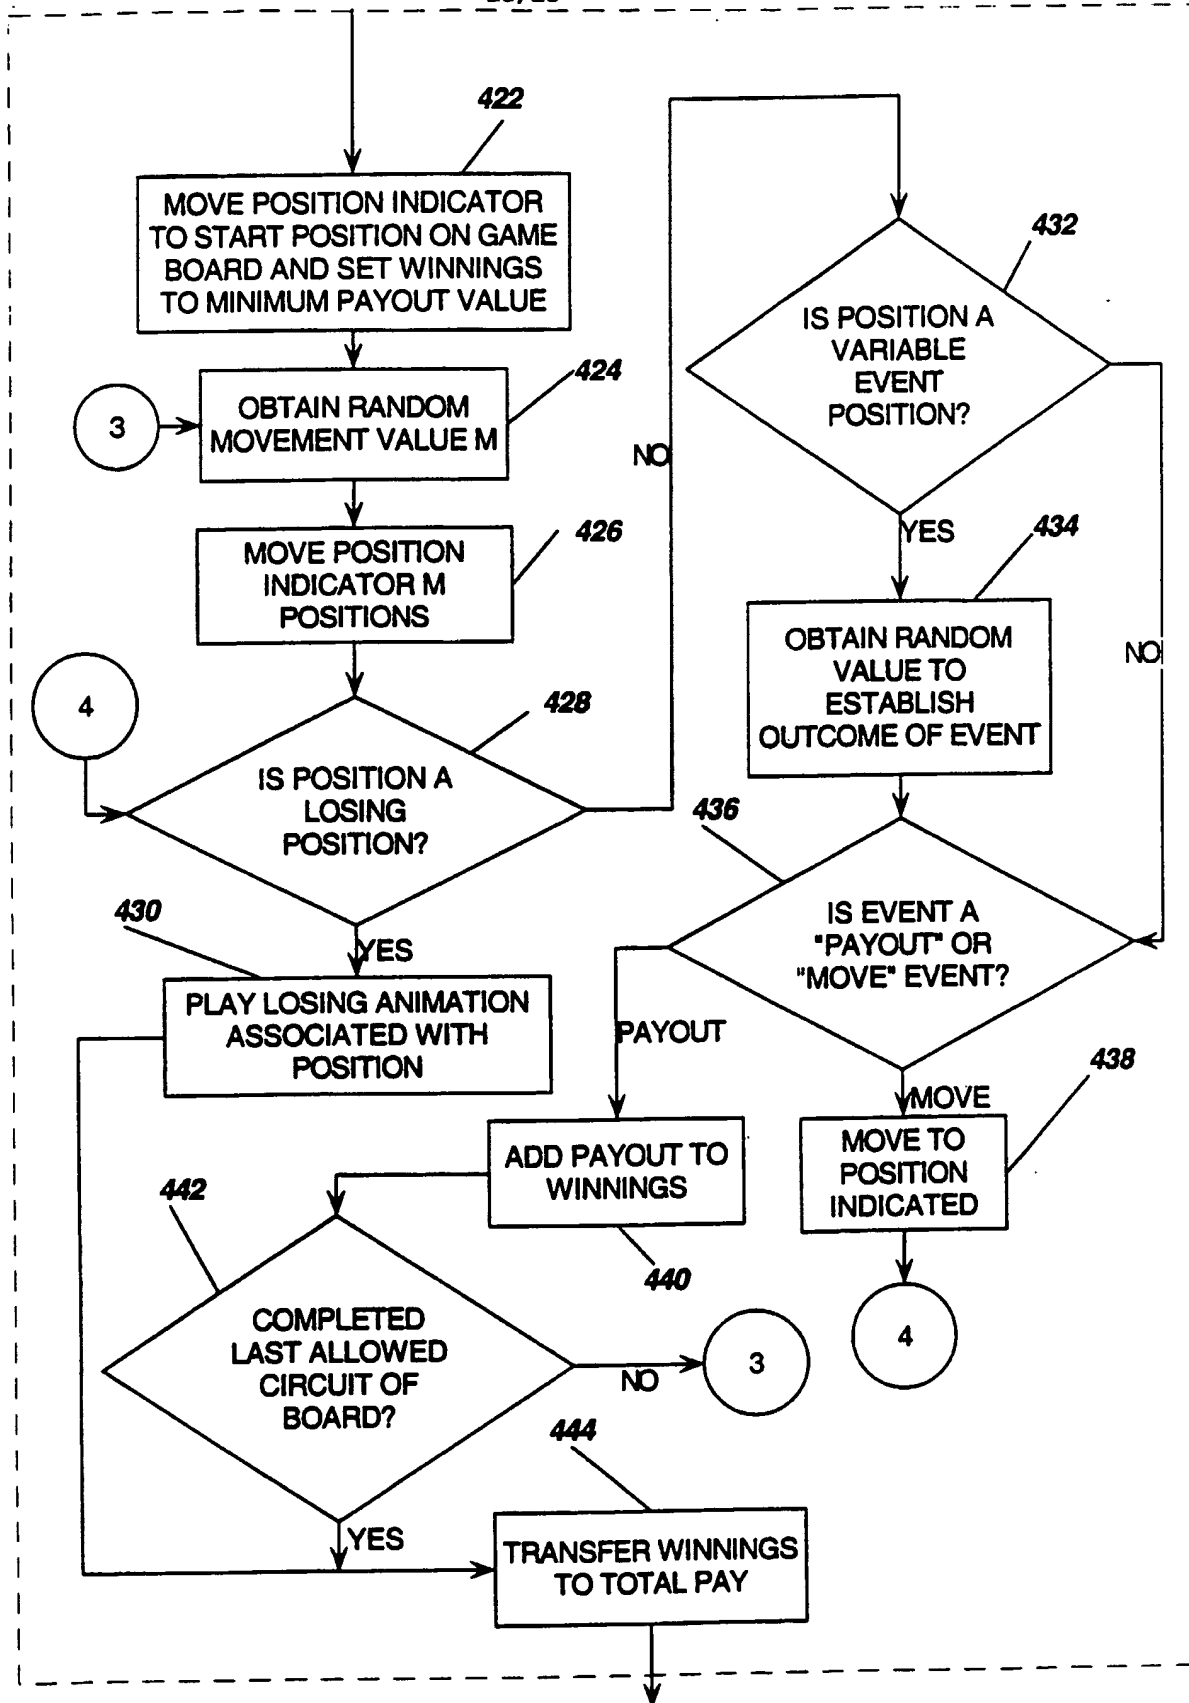 422
MOVE POSITION INDICATOR
TO START POSITION ON GAME
BOARD AND SET WINNINGS
TO MINIMUM PAYOUT VALUE
424
3
OBTAIN RANDOM
MOVEMENT VALUE M
426
MOVE POSITION
INDICATOR M
POSITIONS
4
428
IS POSITION A
LOSING
POSITION?
NO
430
YES
PLAY LOSING ANIMATION
ASSOCIATED WITH
POSITION
432
IS POSITION A
VARIABLE
EVENT
POSITION?
YES
NO
434
OBTAIN RANDOM
VALUE TO
ESTABLISH
OUTCOME OF EVENT
436
IS EVENT A
"PAYOUT" OR
"MOVE" EVENT?
PAYOUT
MOVE
438
MOVE TO
POSITION
INDICATED
4
ADD PAYOUT TO
WINNINGS
440
442
COMPLETED
LAST ALLOWED
CIRCUIT OF
BOARD?
NO
3
YES
444
TRANSFER WINNINGS
TO TOTAL PAY